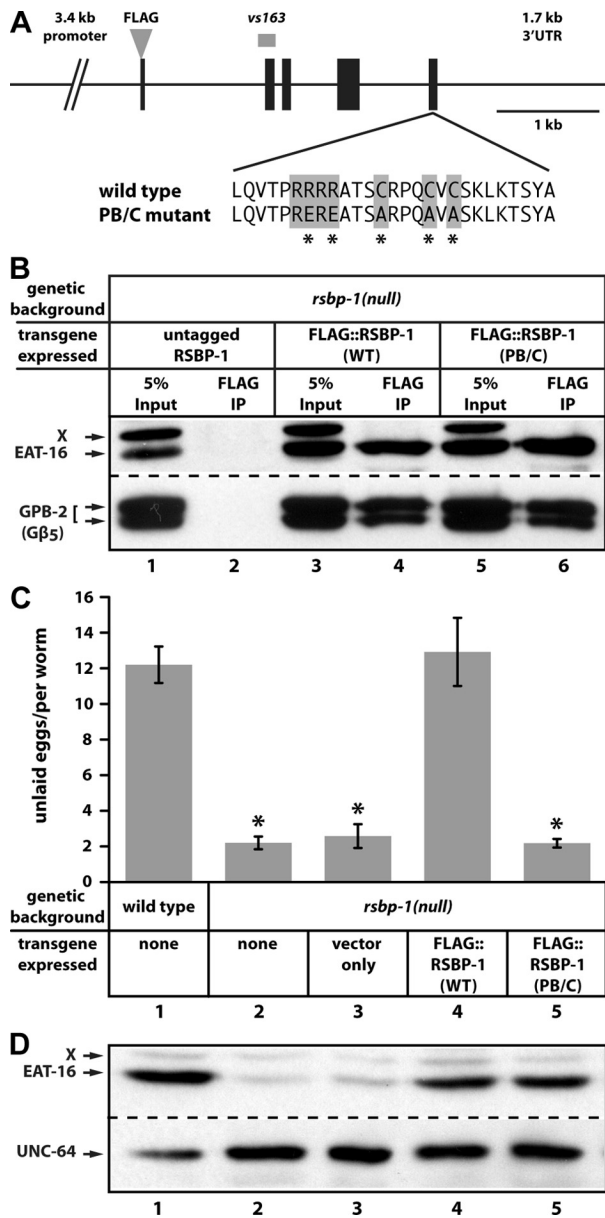 A
3.4 kb
promoter
FLAG
vs163
1.7 kb
3'UTR
1 kb
wild type LQVTPRRRRATSCRPQCVCSKLKTSYA
PB/C mutant LQVTPREREATSARPQAVASKLKTSYA
* * * * *
B
genetic background rsbp-1(null)
transgene expressed untagged RSBP-1 FLAG::RSBP-1 (WT) FLAG::RSBP-1 (PB/C)
5% Input FLAG IP 5% Input FLAG IP 5% Input FLAG IP
X
EAT-16
GPB-2
(Gβ5)
1 2 3 4 5 6
C
unlaid eggs/per worm
16
14
12
10
8
6
4
2
0
* * *
genetic background wild type rsbp-1(null)
transgene expressed none none vector only FLAG:: RSBP-1 (WT) FLAG:: RSBP-1 (PB/C)
1 2 3 4 5
D
X
EAT-16
UNC-64
1 2 3 4 5